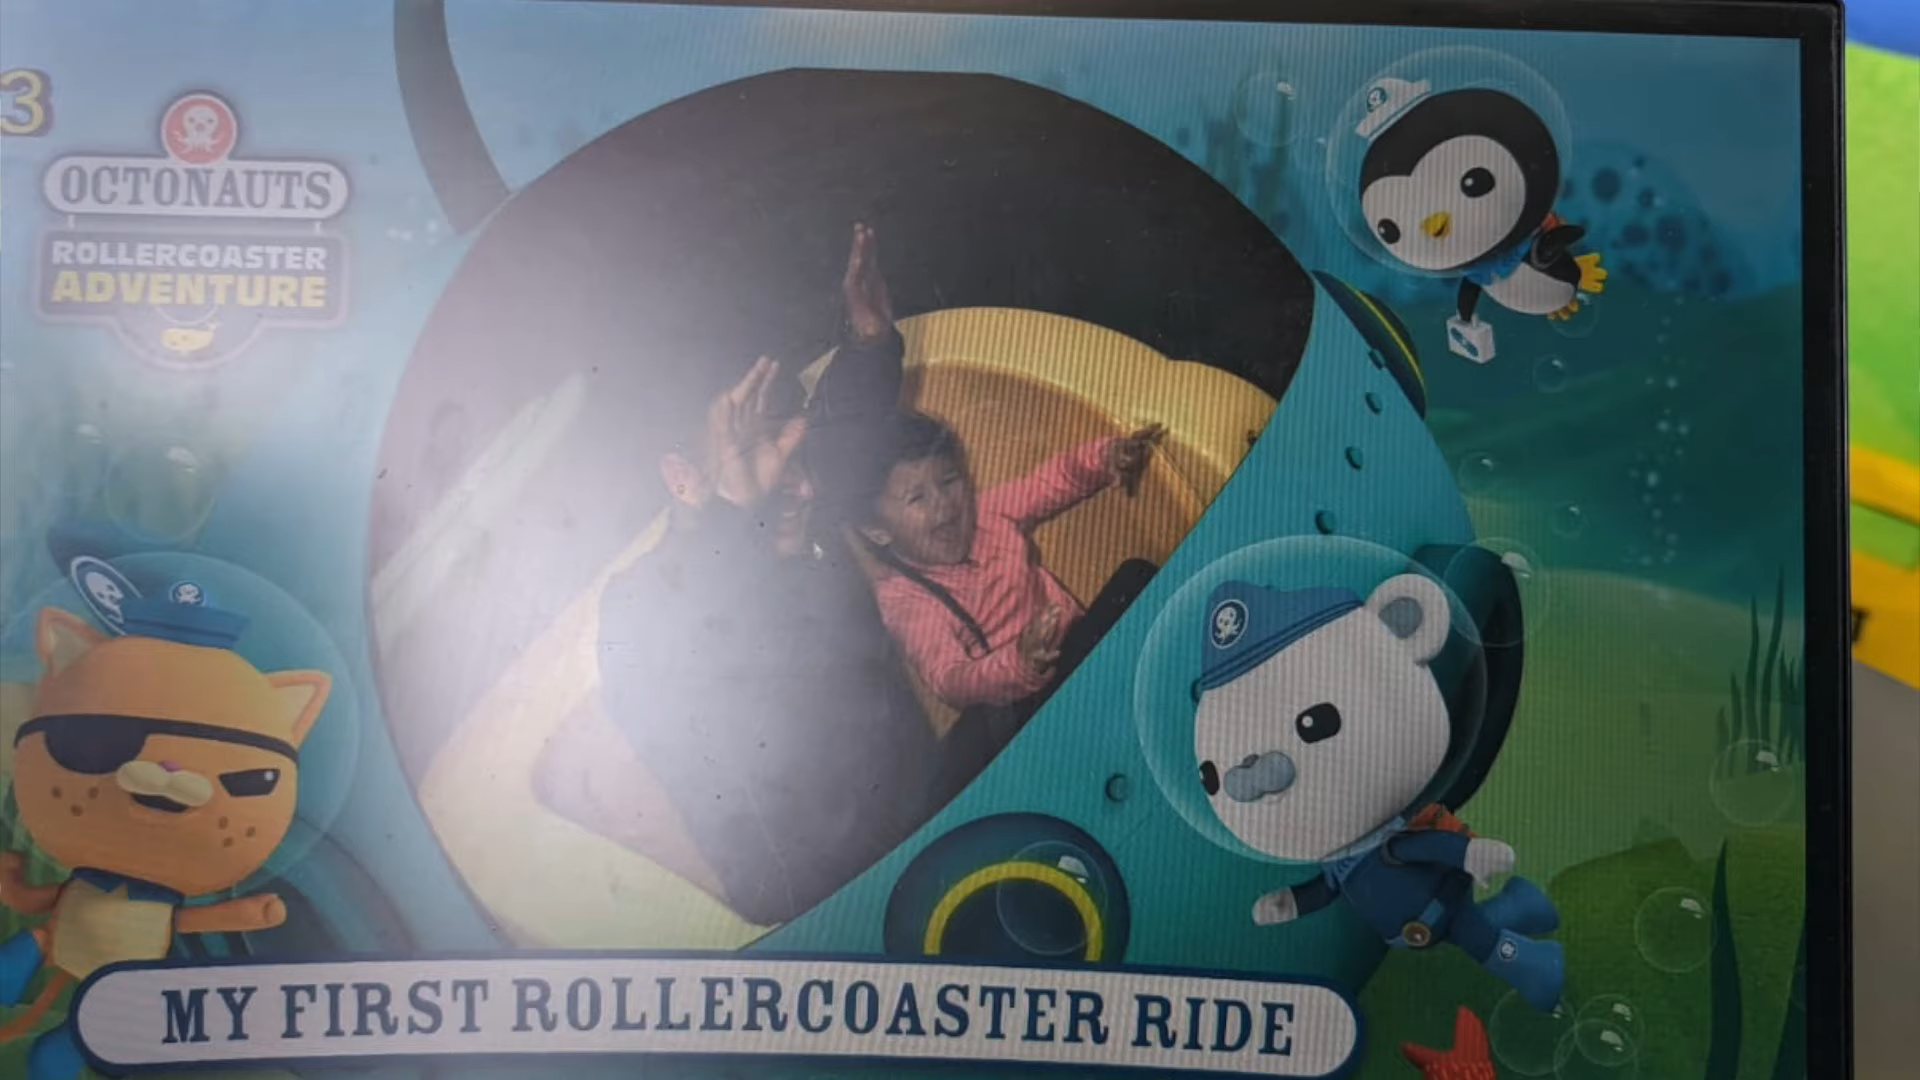 3
OCTONAUTS
ROLLERCOASTER
ADVENTURE
MY FIRST ROLLERCOASTER RIDE